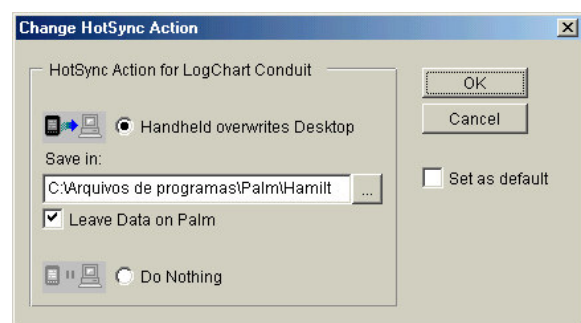 Change HotSync Action
HotSync Action for LogChart Conduit
Handheld overwrites Desktop
Save in:
C:\Arquivos de programas\Palm\Hamilt
...
Leave Data on Palm
Do Nothing
OK
Cancel
Set as default